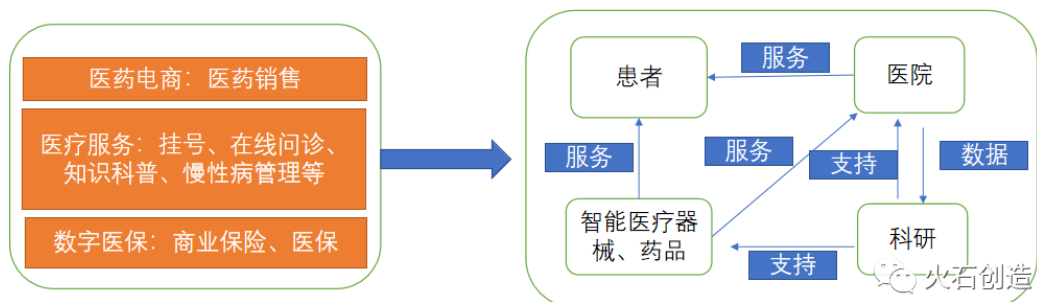 医药电商：医药销售
医疗服务：挂号、在线问诊、
知识科普、慢性病管理等
数字医保：商业保险、医保
患者
服务
医院
服务
服务
支持
数据
智能医疗器
械、药品
支持
科研
火石创造